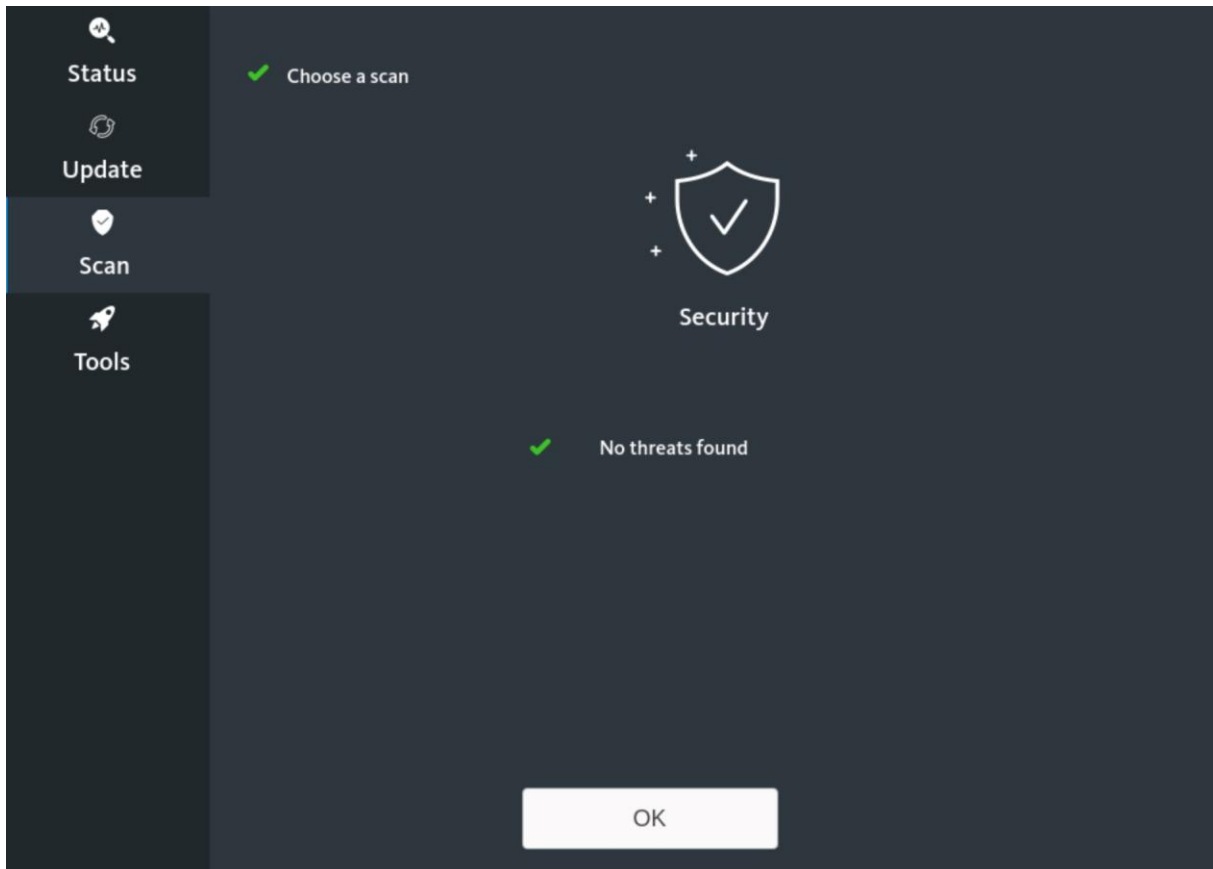 Status
Update
Scan
Tools
Choose a scan
Security
No threats found
OK